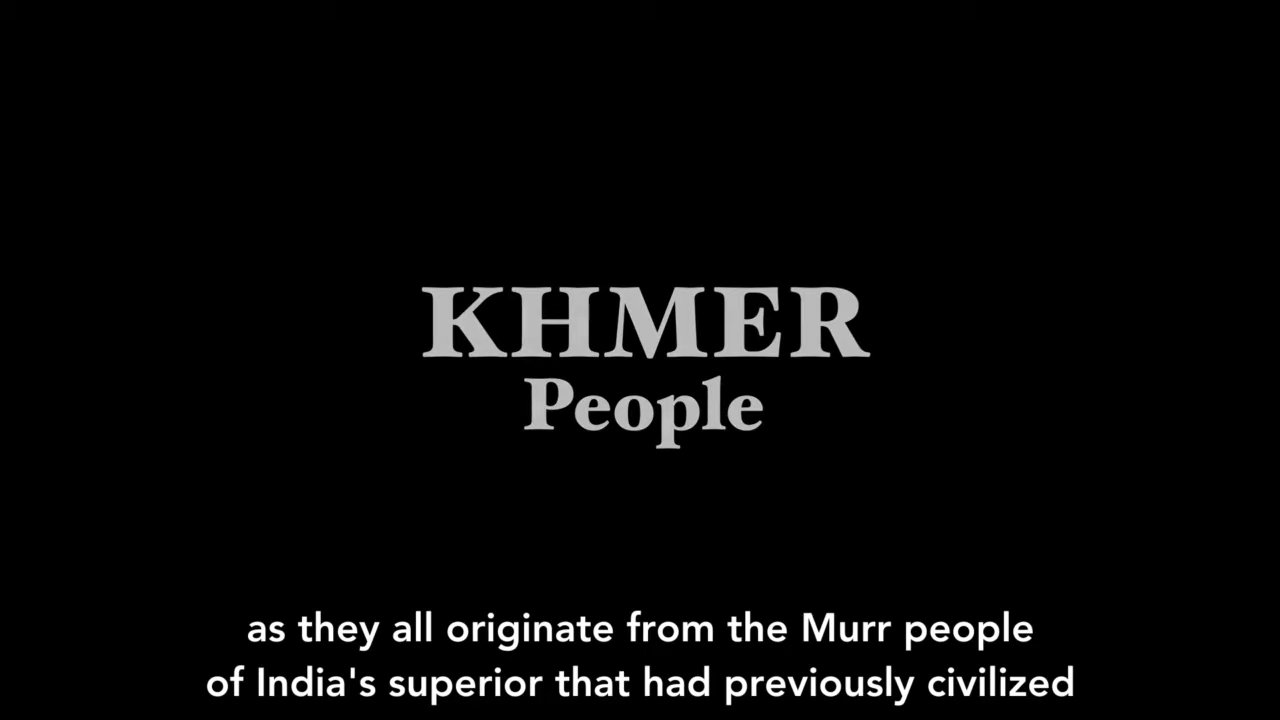 KHMER
People
as they all originate from the Murr people
of India's superior that had previously civilized